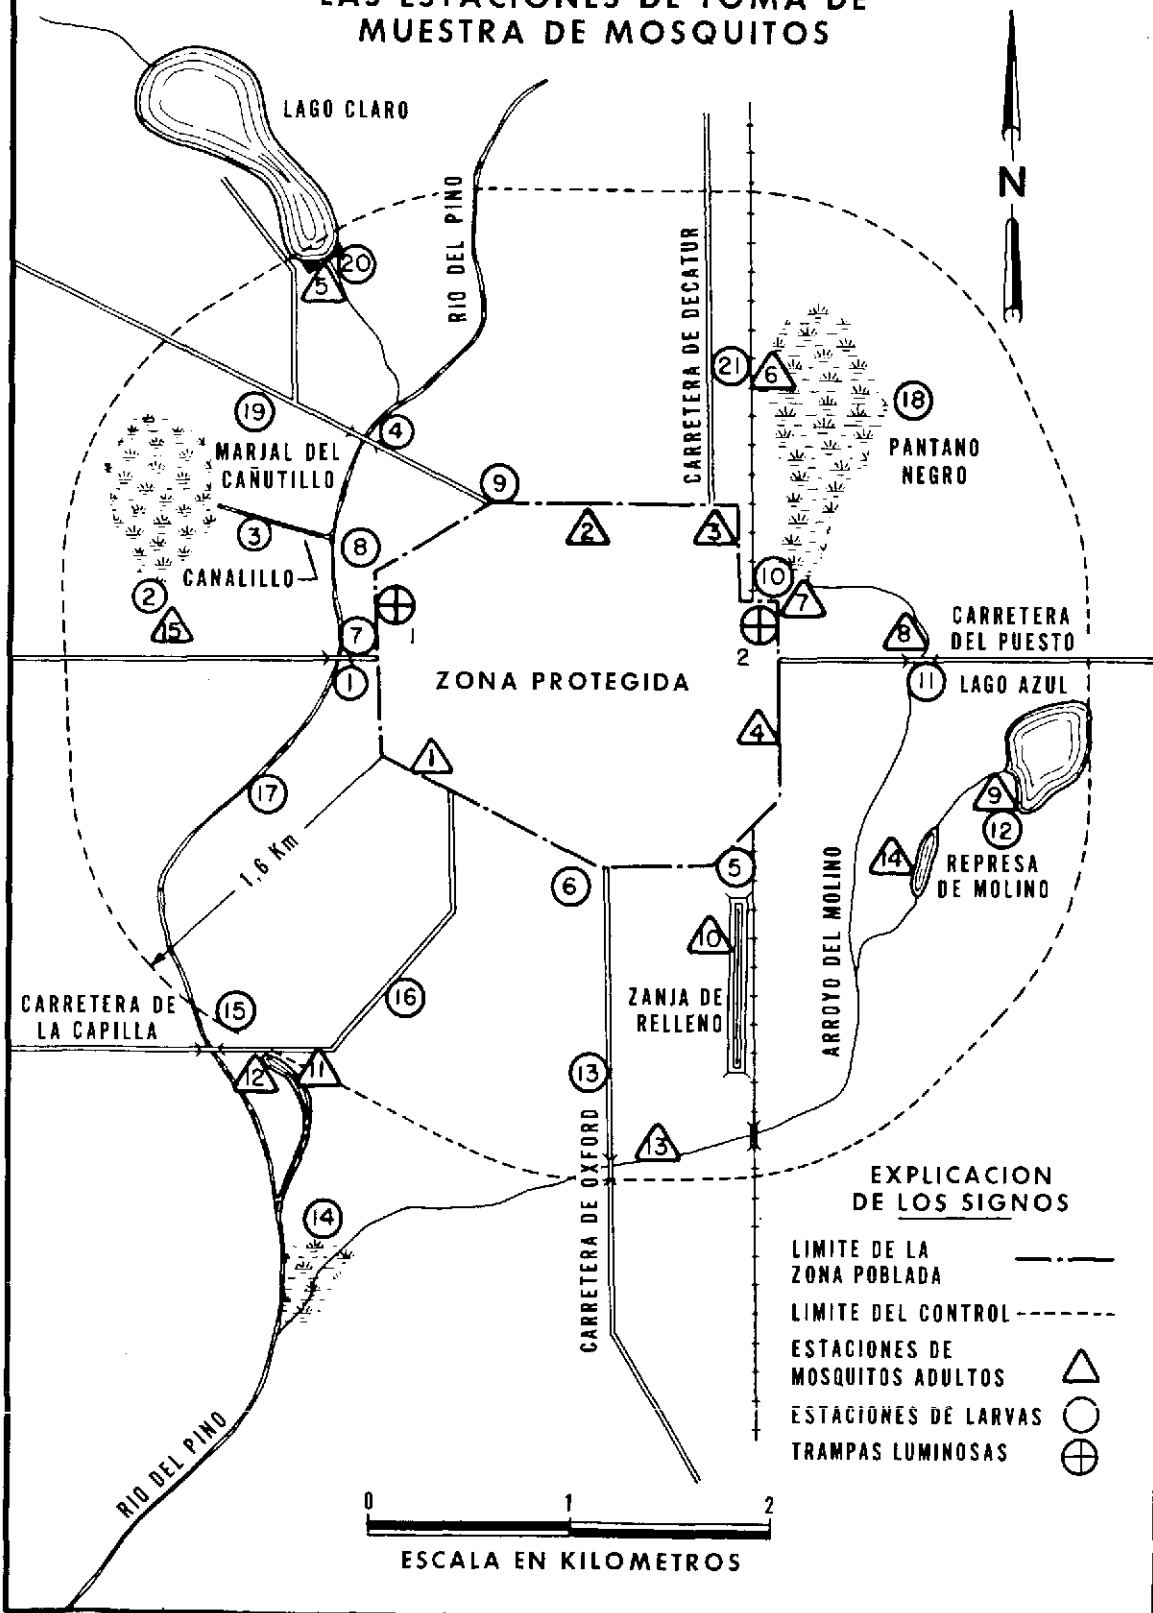 LAS ESTACIONES DE TOMA DE
MUESTRA DE MOSQUITOS
LAGO CLARO
RIO DEL PINO
CARRETERA DE DECATUR
N
20
5
21
6
18
19
4
MARJAL DEL
CAÑUTILLO
PANTANO
NEGRO
9
3
8
2
3
CANALILLO
10
7
2
15
1
7
2
8
CARRETERA
DEL PUESTO
1
ZONA PROTEGIDA
11
LAGO AZUL
1
4
17
9
12
1,6 Km
6
5
14
REPRESA
DE MOLINO
10
ARROYO DEL MOLINO
CARRETERA DE
LA CAPILLA
15
16
ZANJA DE
RELLENO
12
11
13
13
CARRETERA DE OXFORD
14
RIO DEL PINO
EXPLICACION
DE LOS SIGNOS
LIMITE DE LA
ZONA POBLADA
LIMITE DEL CONTROL
ESTACIONES DE
MOSQUITOS ADULTOS
ESTACIONES DE LARVAS
TRAMPAS LUMINOSAS
0 1 2
ESCALA EN KILOMETROS